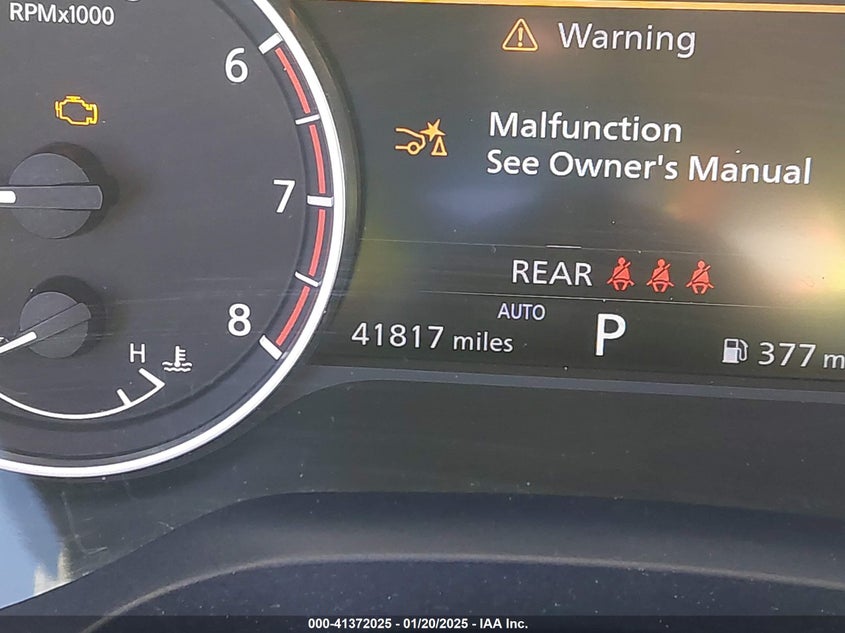 RPMx1000
6
Warning
Malfunction
See Owner's Manual
7
REAR
AUTO
8
41817 miles
P
377 m
H
000-41372025 - 01/20/2025 - IAA Inc.